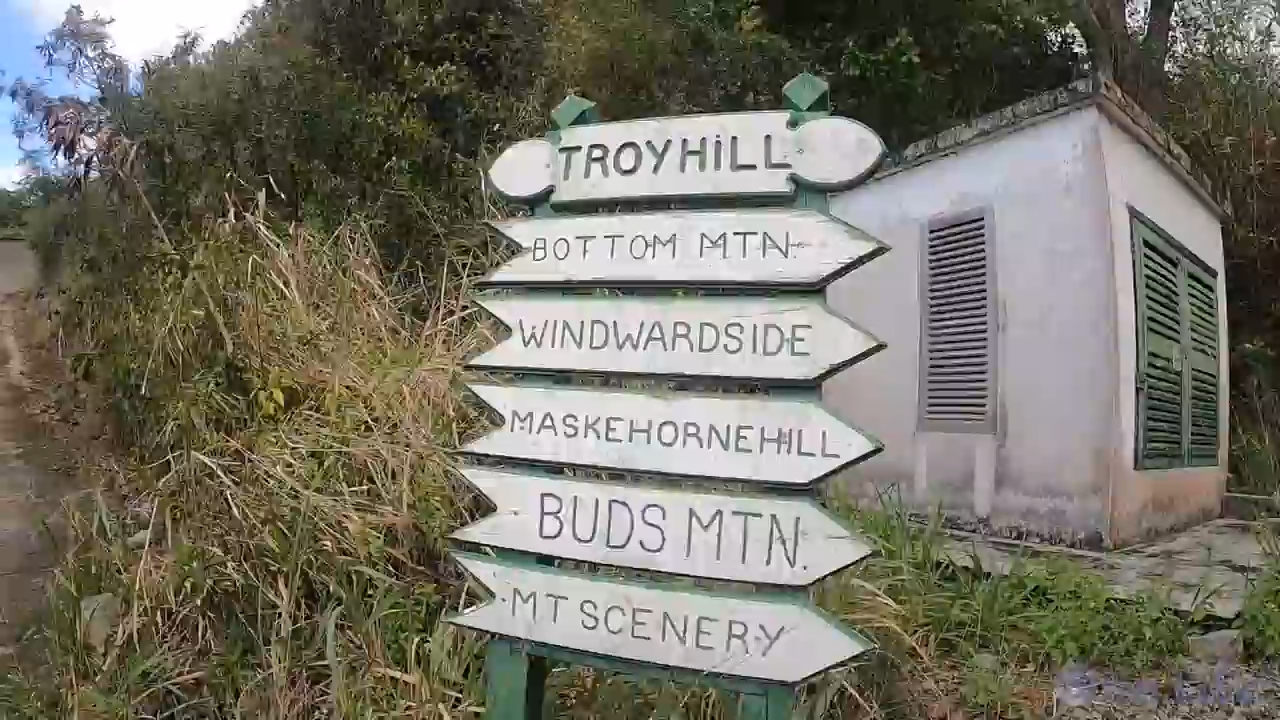 TROYHILL
BOTTOM MTN.
WINDWARDSIDE
MASKEHORNEHILL
BUDS MTN.
MT SCENERY